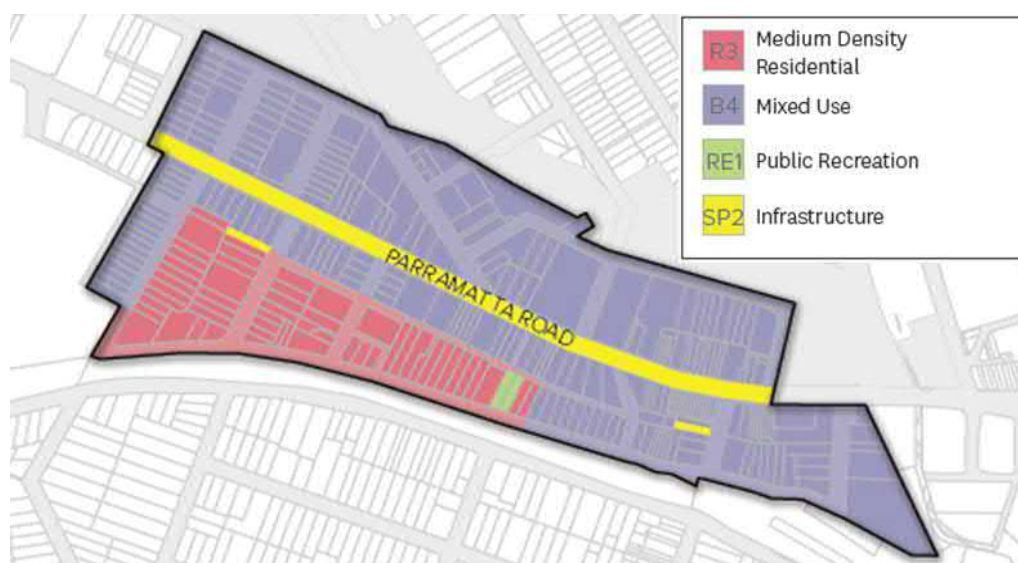 R3 Medium Density
Residential
B4 Mixed Use
RE1 Public Recreation
SP2 Infrastructure
PARRAMATTA ROAD